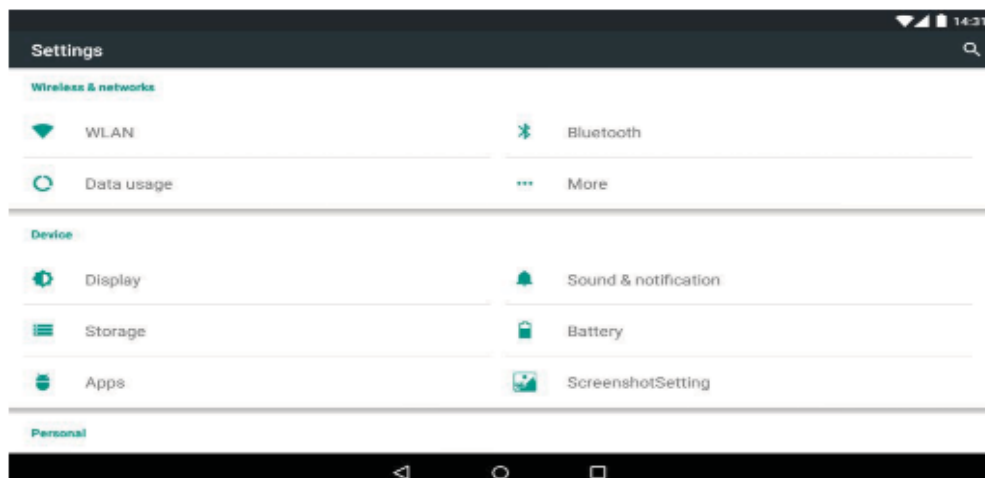 14:31
Settings
Wireless & networks
WLAN
Bluetooth
Data usage
More
Device
Display
Sound & notification
Storage
Battery
Apps
ScreenshotSetting
Personal